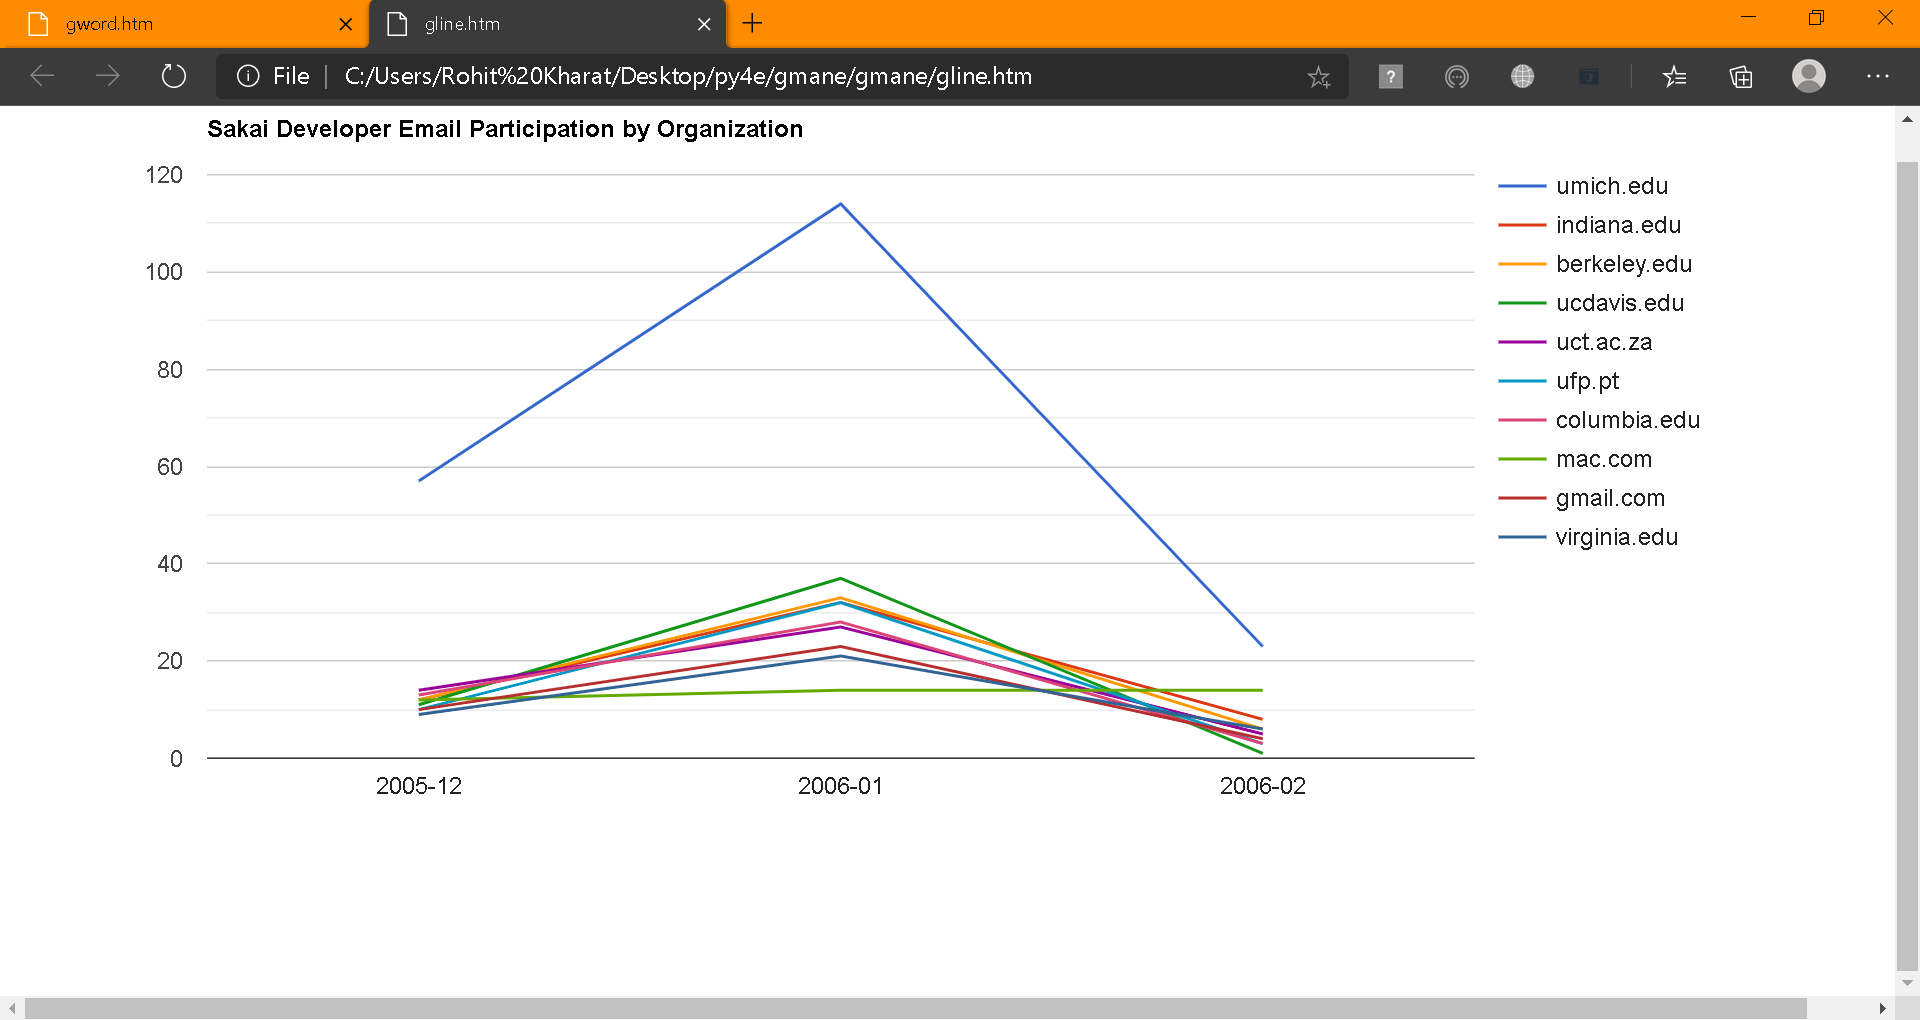 gword.htm
gline.htm
File
C:/Users/Rohit%20Kharat/Desktop/py4e/gmane/gmane/gline.htm
Sakai Developer Email Participation by Organization
120
100
80
60
40
20
0
2005-12 2006-01 2006-02
umich.edu
indiana.edu
berkeley.edu
ucdavis.edu
uct.ac.za
ufp.pt
columbia.edu
mac.com
gmail.com
virginia.edu